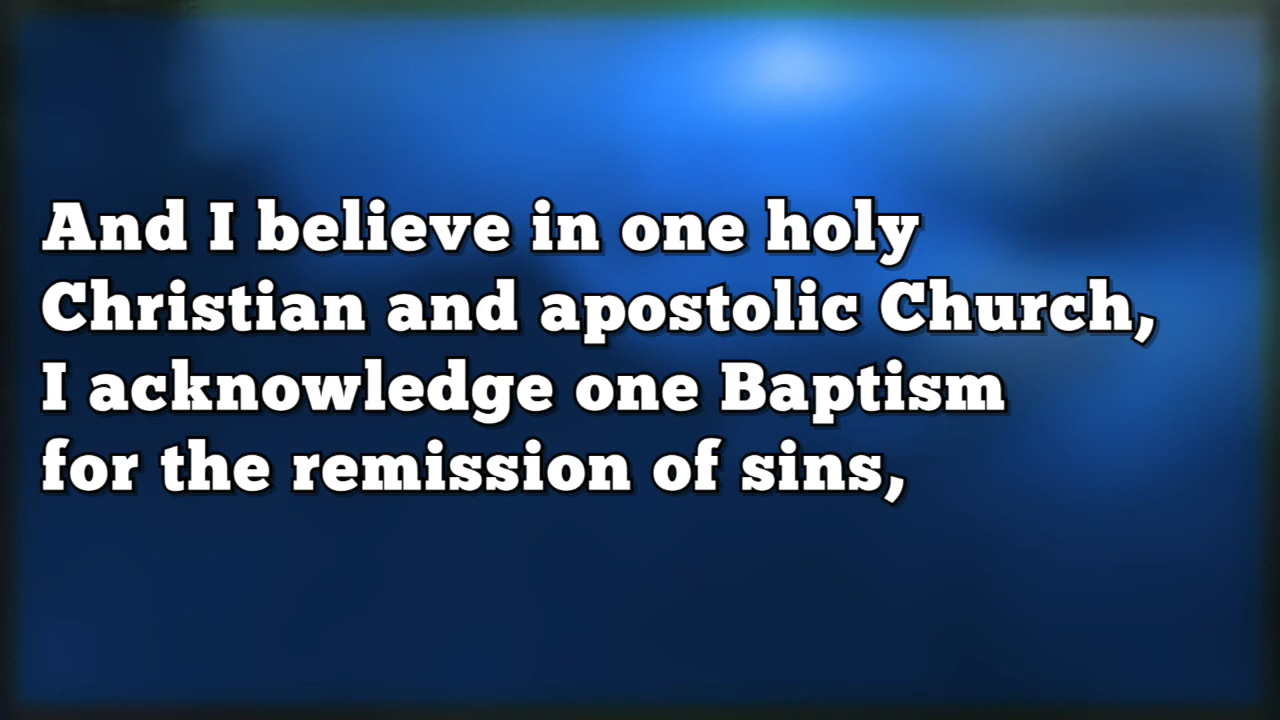 And I believe in one holy
Christian and apostolic Church,
I acknowledge one Baptism
for the remission of sins,